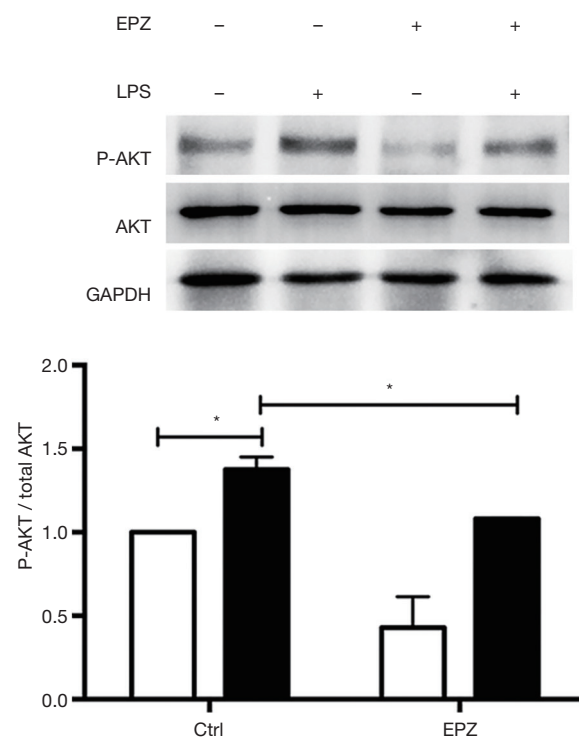 EPZ – – + +
LPS – + – +
P-AKT
AKT
GAPDH
2.0
1.5
1.0
0.5
0.0
P-AKT / total AKT
*
*
Ctrl EPZ